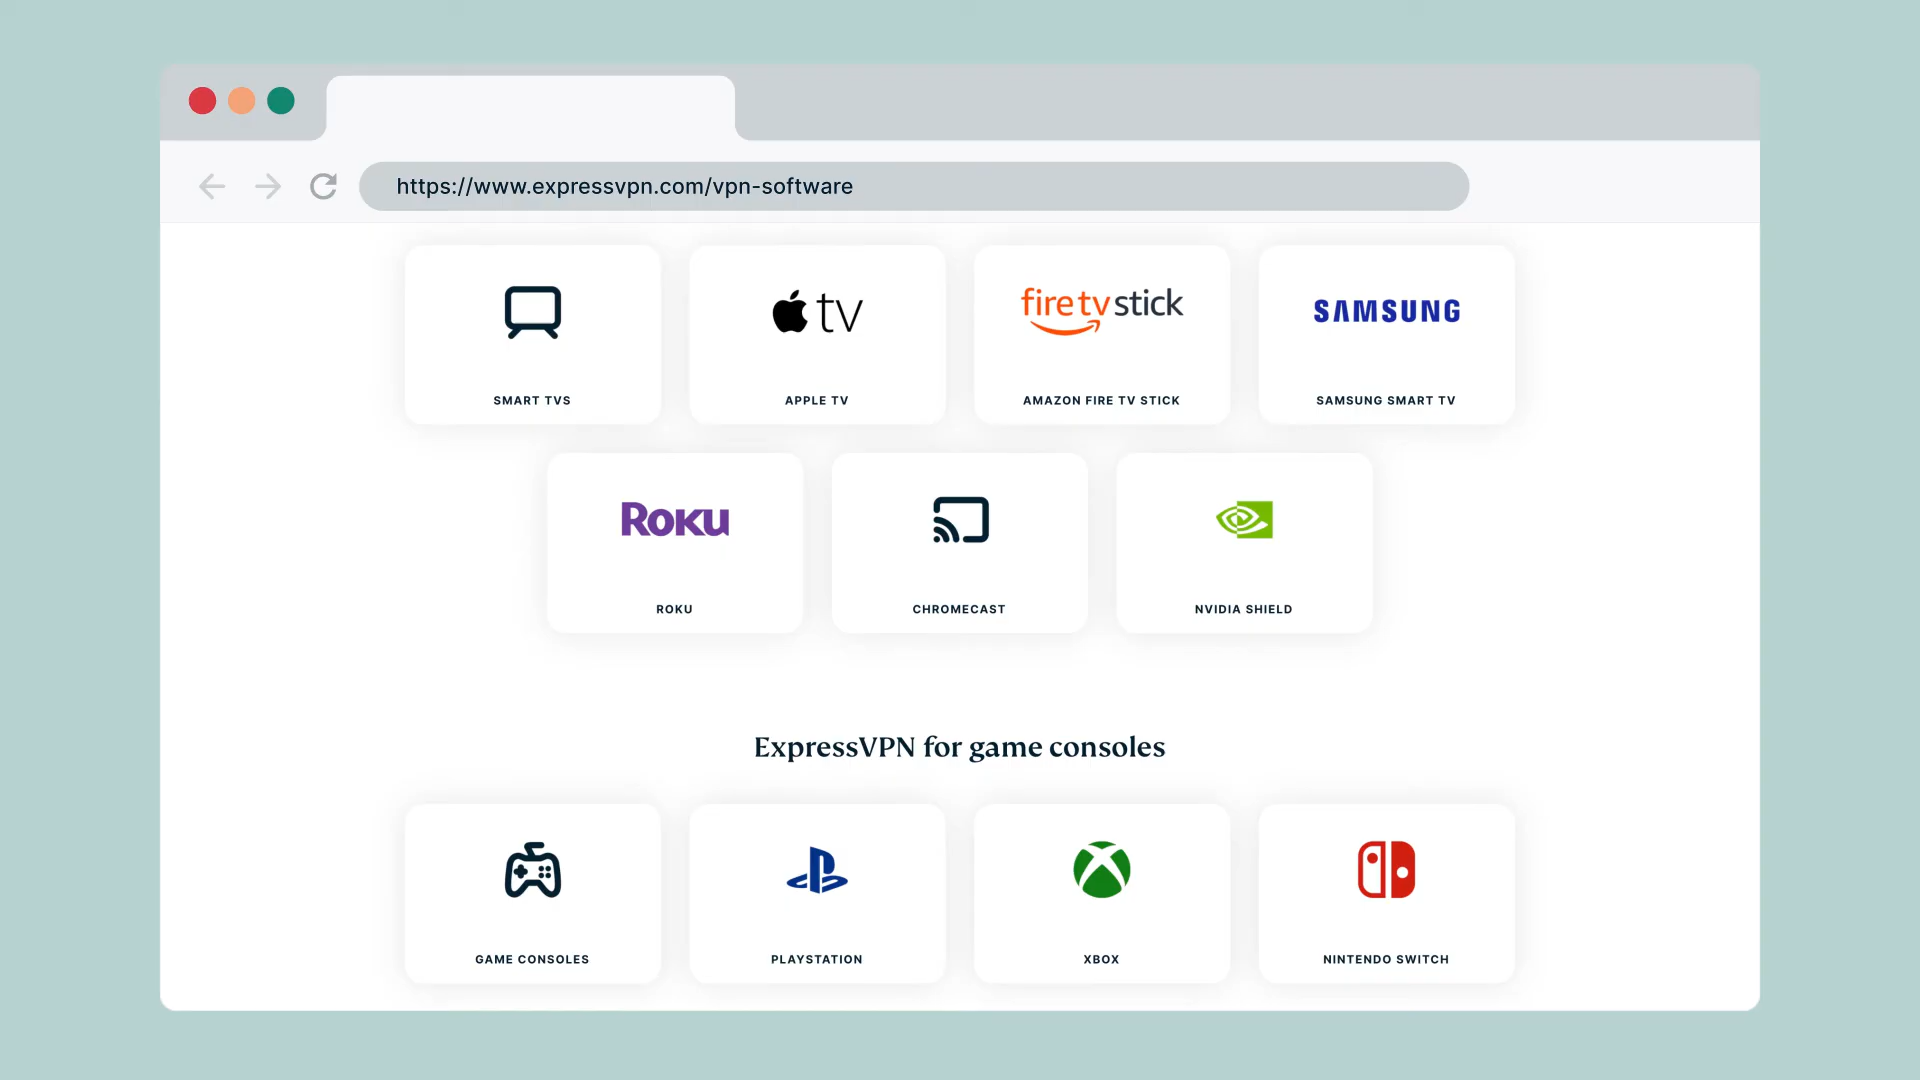 https://www.expressvpn.com/vpn-software
tv
fire tv stick
SAMSUNG
SMART TVS
APPLE TV
AMAZON FIRE TV STICK
SAMSUNG SMART TV
ROKU
ROKU
CHROMECAST
NVIDIA SHIELD
ExpressVPN for game consoles
GAME CONSOLES
PLAYSTATION
XBOX
NINTENDO SWITCH